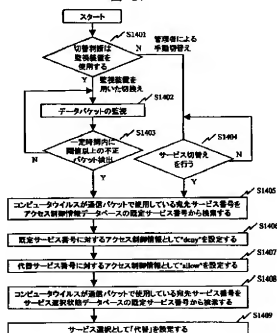 スタート
切替判断は
監視装置を
使用する
S1401
N
管理者による
手動切替え
Y
監視装置を
用いた切換え
S1402
データパケットの監視
S1403
一定時間内に
閾値以上の不正
パケット検出
N
Y
S1404
サービス切替え
を行う
N
Y
S1405
コンピュータウイルスが通信パケットで使用している宛先サービス番号を
アクセス制御情報データベースの既定サービス番号から検索する
S1406
既定サービス番号に対するアクセス制御情報として"deny"を設定する
S1407
代替サービス番号に対するアクセス制御情報として"allow"を設定する
S1408
コンピュータウイルスが通信パケットで使用している宛先サービス番号を
サービス選択状態データベースの既定サービス番号から検索する
S1409
サービス選択として「代替」を設定する